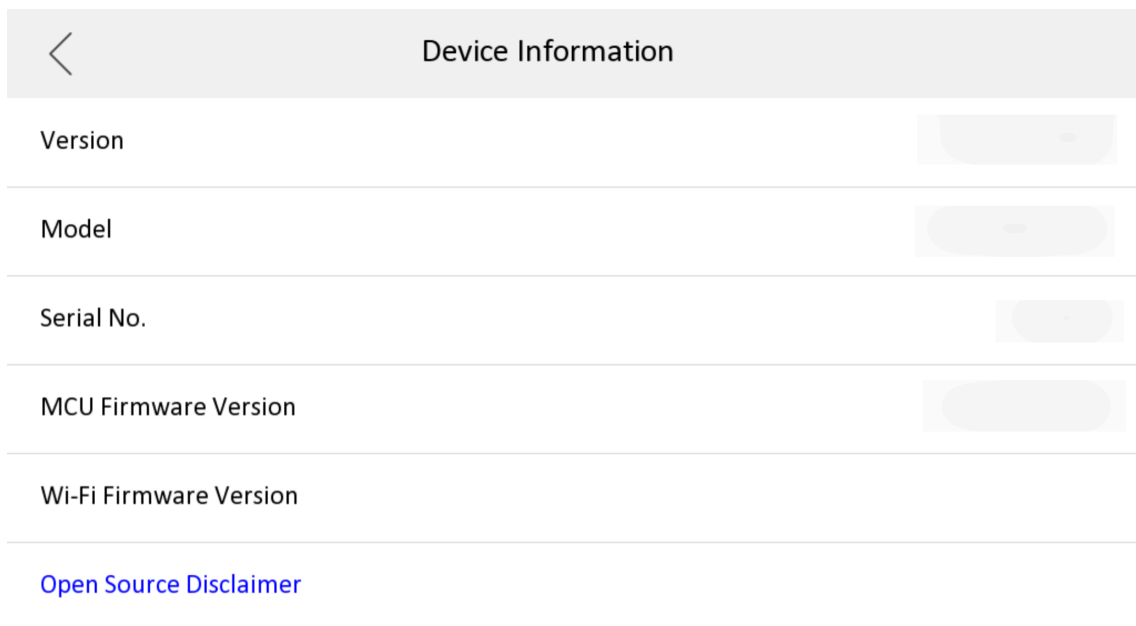 Device Information
Version
Model
Serial No.
MCU Firmware Version
Wi-Fi Firmware Version
Open Source Disclaimer